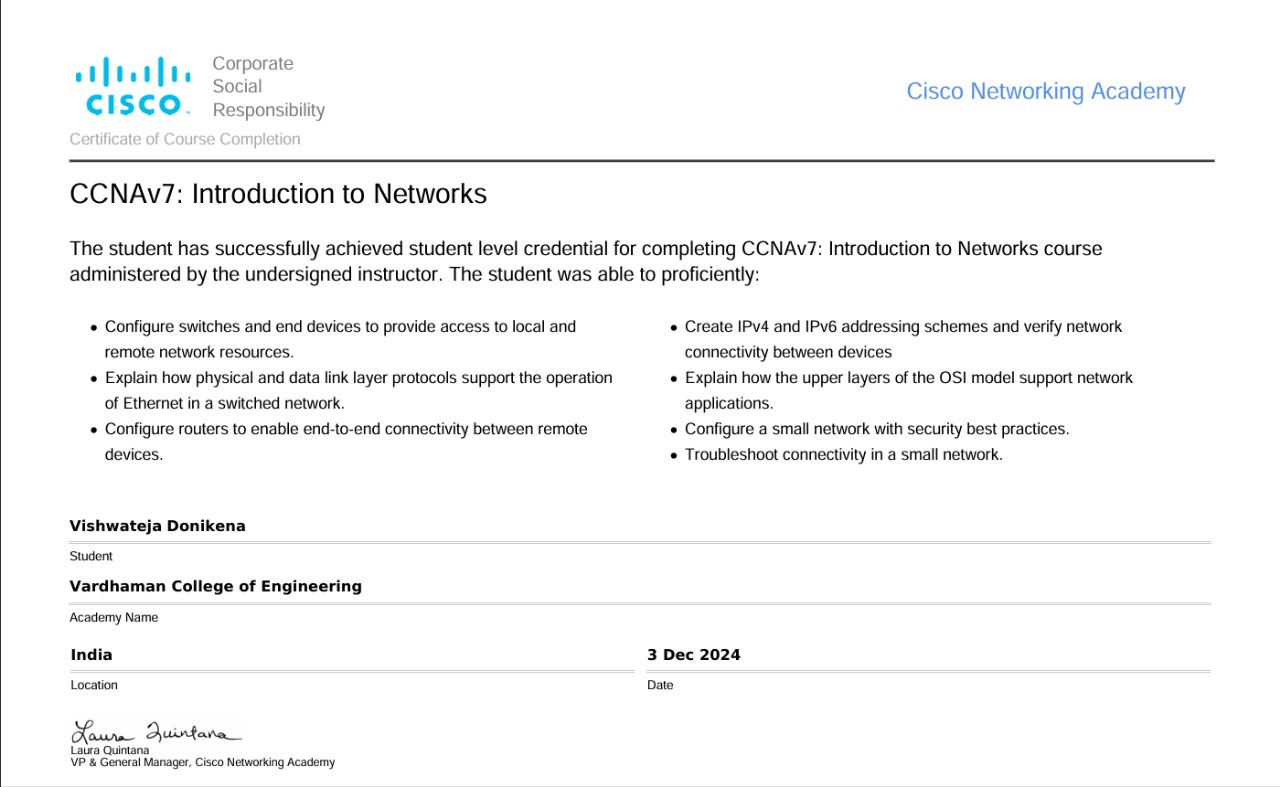 CISCO
Corporate
Social
Responsibility
Cisco Networking Academy
Certificate of Course Completion
CCNAv7: Introduction to Networks
The student has successfully achieved student level credential for completing CCNAv7: Introduction to Networks course
administered by the undersigned instructor. The student was able to proficiently:
• Configure switches and end devices to provide access to local and
remote network resources.
• Explain how physical and data link layer protocols support the operation
of Ethernet in a switched network.
• Configure routers to enable end-to-end connectivity between remote
devices.
• Create IPv4 and IPv6 addressing schemes and verify network
connectivity between devices
• Explain how the upper layers of the OSI model support network
applications.
• Configure a small network with security best practices.
• Troubleshoot connectivity in a small network.
Vishwateja Donikena
Student
Vardhaman College of Engineering
Academy Name
India
Location
3 Dec 2024
Date
Laura Quintana
Laura Quintana
VP & General Manager, Cisco Networking Academy